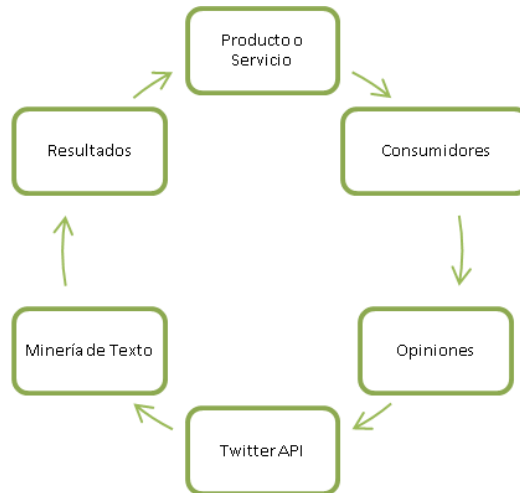 Producto o
Servicio
Consumidores
Opiniones
Twitter API
Minería de Texto
Resultados